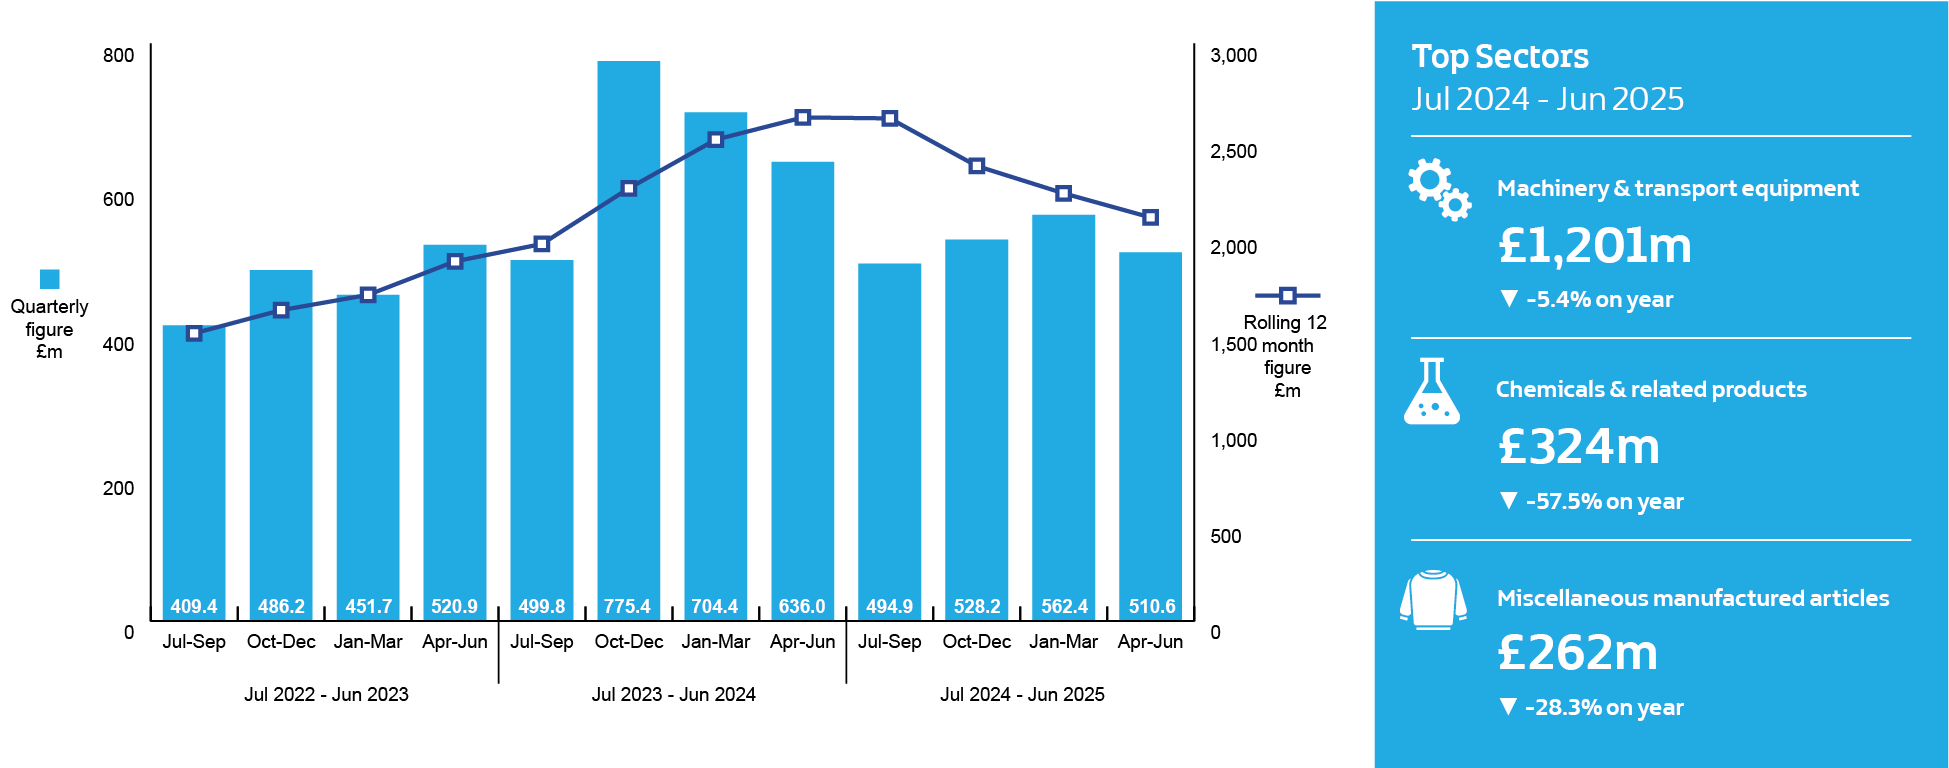 800
600
400
200
0
Quarterly
figure
£m
409.4 486.2 451.7 520.9 499.8 775.4 704.4 636.0 494.9 528.2 562.4 510.6
Jul-Sep Oct-Dec Jan-Mar Apr-Jun Jul-Sep Oct-Dec Jan-Mar Apr-Jun Jul-Sep Oct-Dec Jan-Mar Apr-Jun
Jul 2022 - Jun 2023 Jul 2023 - Jun 2024 Jul 2024 - Jun 2025
3,000
2,500
2,000
1,500
1,000
500
0
Rolling 12
month
figure
£m
Top Sectors
Jul 2024 - Jun 2025
Machinery & transport equipment
£1,201m
▼ -5.4% on year
Chemicals & related products
£324m
▼ -57.5% on year
Miscellaneous manufactured articles
£262m
▼ -28.3% on year